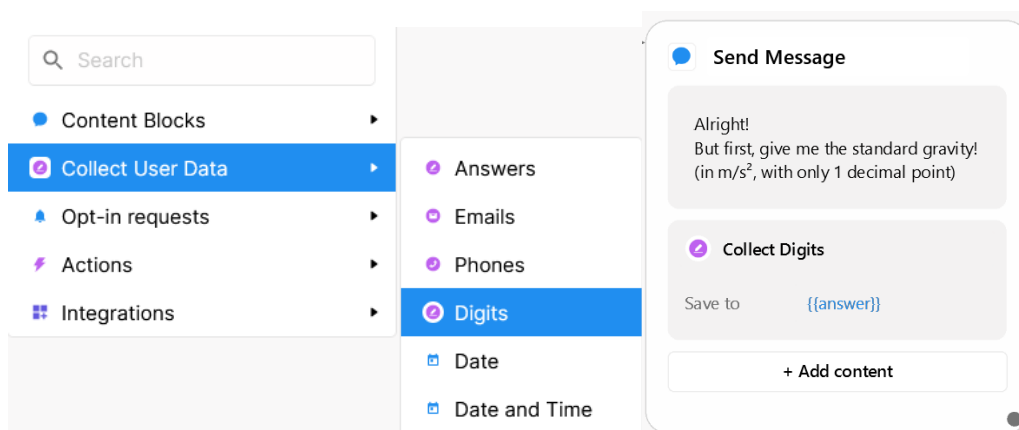 Search
Content Blocks
Collect User Data
Opt-in requests
Actions
Integrations
Answers
Emails
Phones
Digits
Date
Date and Time
Send Message
Alright!
But first, give me the standard gravity!
(in m/s², with only 1 decimal point)
Collect Digits
Save to {{answer}}
+ Add content